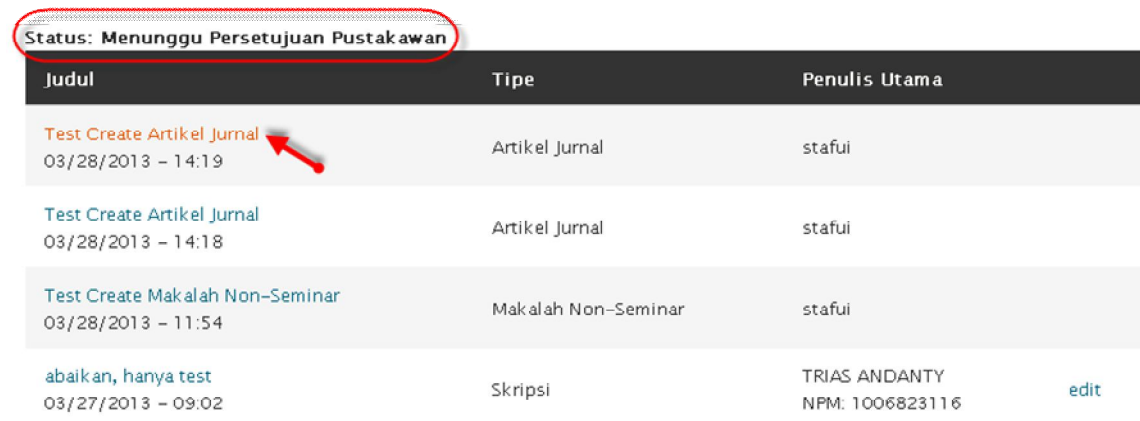 Status: Menunggu Persetujuan Pustakawan
Judul Tipe Penulis Utama
Test Create Artikel Jurnal
03/28/2013 – 14:19
Artikel Jurnal stafui
Test Create Artikel Jurnal
03/28/2013 – 14:18
Artikel Jurnal stafui
Test Create Makalah Non–Seminar
03/28/2013 – 11:54
Makalah Non–Seminar stafui
abaikan, hanya test
03/27/2013 – 09:02
Skripsi
TRIAS ANDANTY
NPM: 1006823116
edit